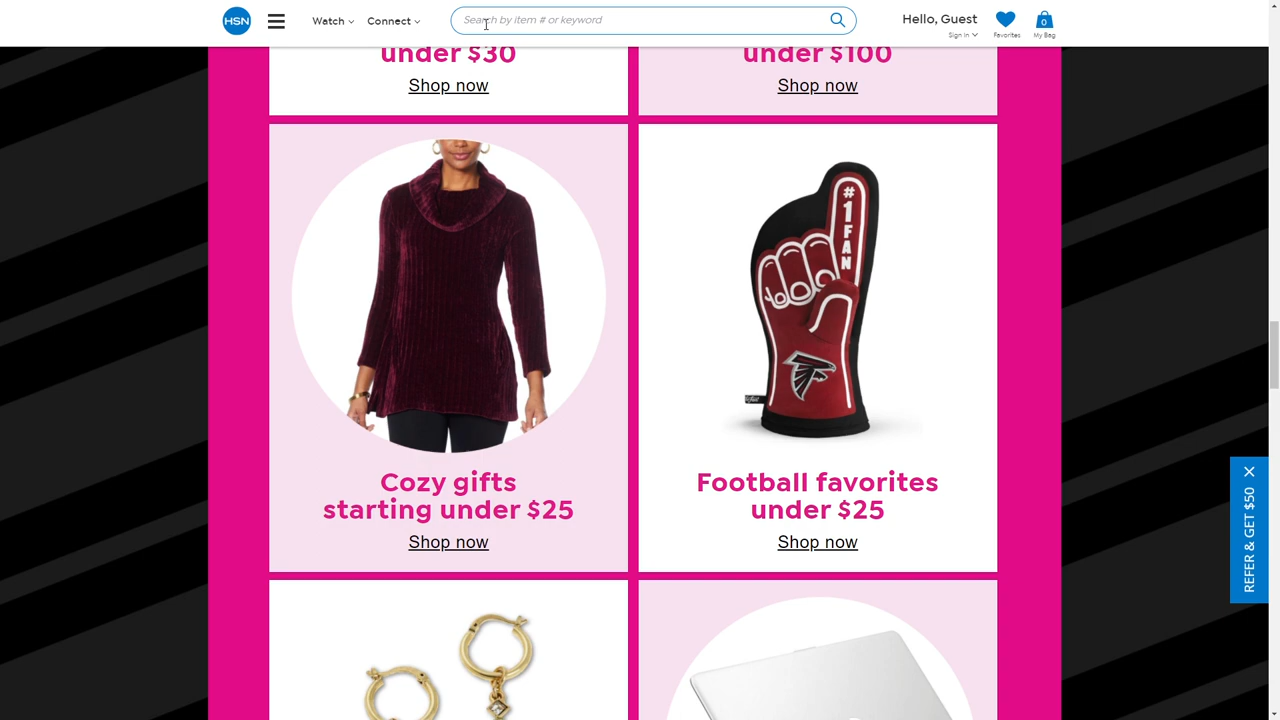 HSN
Watch
Connect
Search by item # or keyword
Hello, Guest
Sign In
Favorites
0
My Bag
under $30
Shop now
under $100
Shop now
#1 FAN
Cozy gifts
starting under $25
Shop now
Football favorites
under $25
Shop now
REFER & GET $50